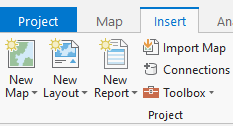 Project Map Insert An
New Map
New Layout
New Report
Import Map
Connections
Toolbox
Project